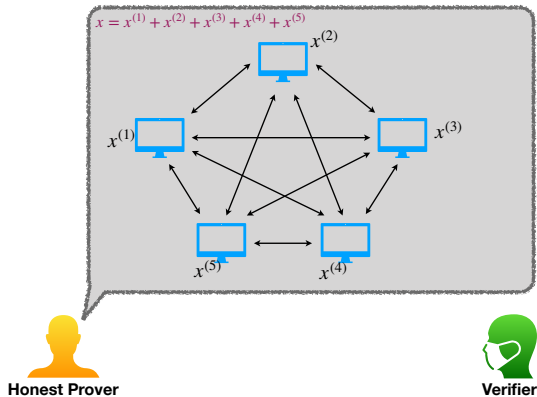 x = x⁽¹⁾ + x⁽²⁾ + x⁽³⁾ + x⁽⁴⁾ + x⁽⁵⁾
x⁽²⁾
x⁽¹⁾
x⁽³⁾
x⁽⁵⁾
x⁽⁴⁾
Honest Prover
Verifier